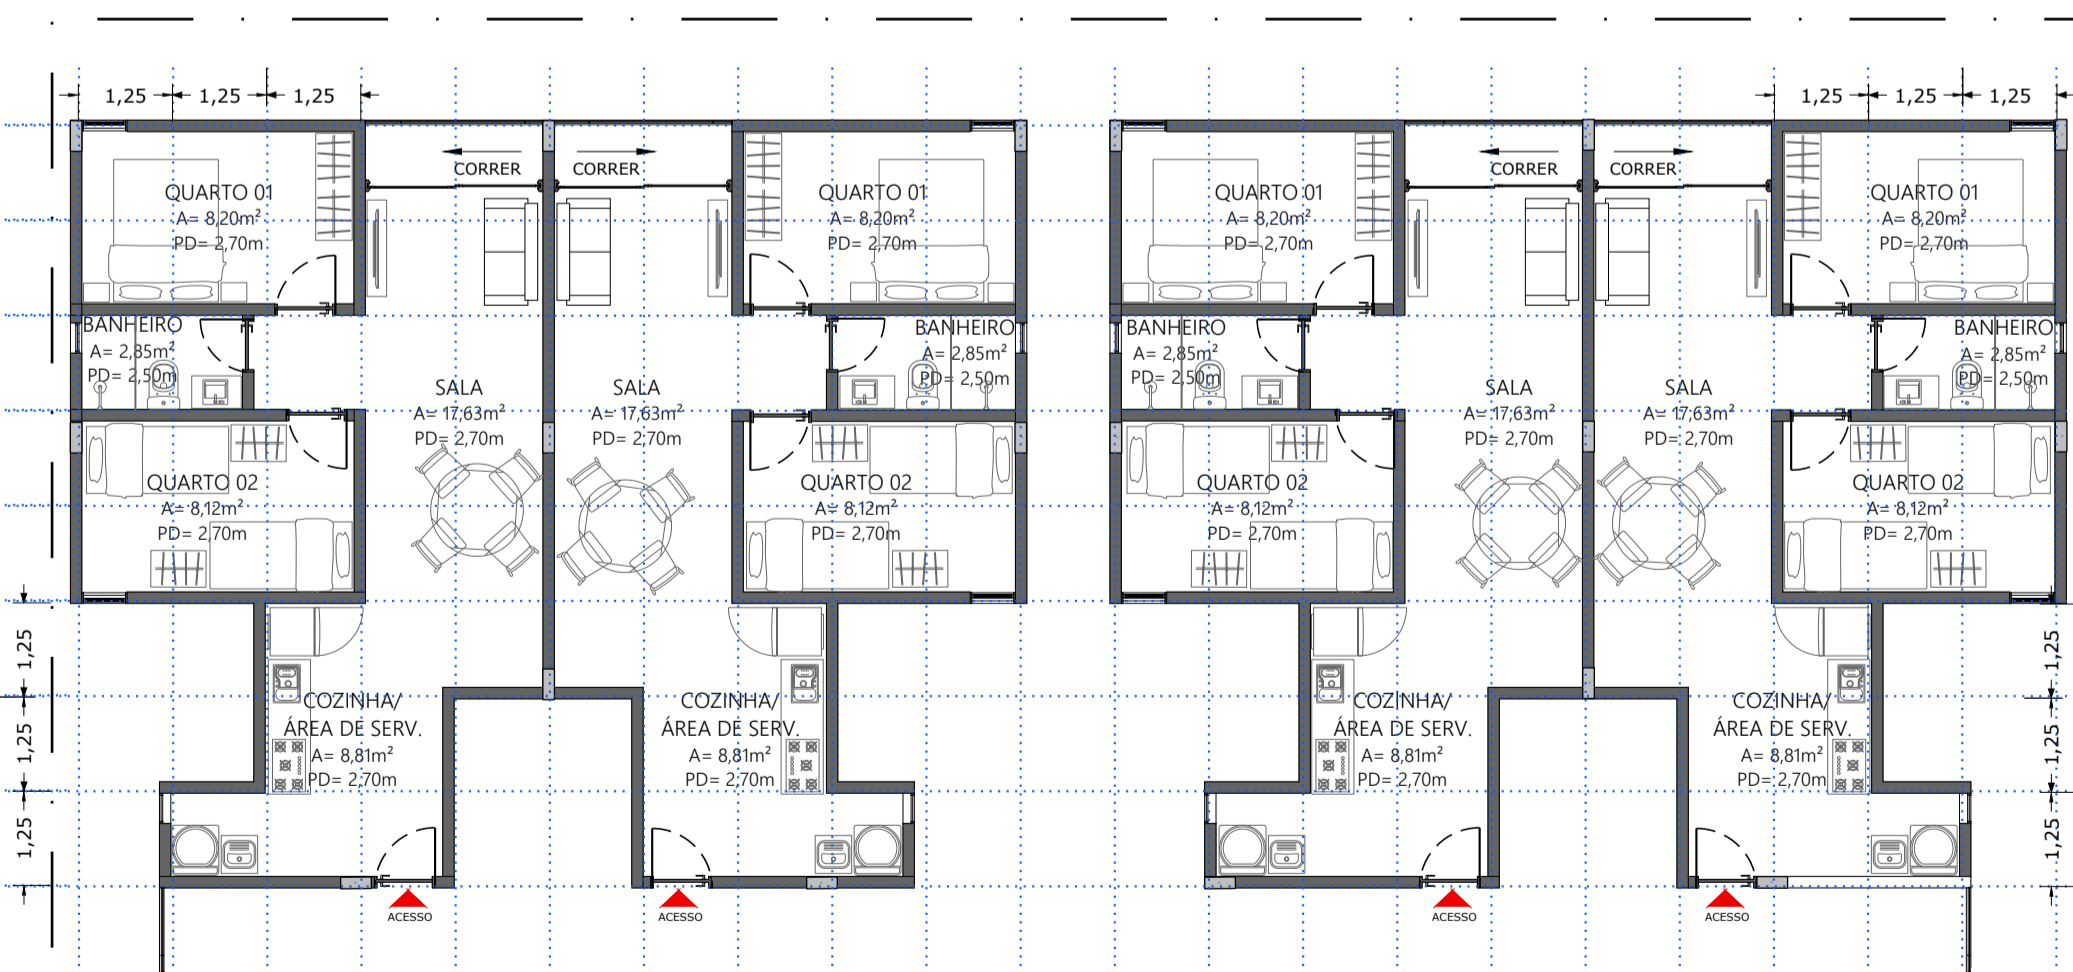 1,25 1,25 1,25 1,25 1,25 1,25
CORRER CORRER CORRER CORRER
QUARTO 01
A= 8,20m²
PD= 2,70m
QUARTO 01
A= 8,20m²
PD= 2,70m
QUARTO 01
A= 8,20m²
PD= 2,70m
QUARTO 01
A= 8,20m²
PD= 2,70m
BANHEIRO
A= 2,85m²
PD= 2,50m
BANHEIRO
A= 2,85m²
PD= 2,50m
BANHEIRO
A= 2,85m²
PD= 2,50m
BANHEIRO
A= 2,85m²
PD= 2,50m
SALA
A= 17,63m²
PD= 2,70m
SALA
A= 17,63m²
PD= 2,70m
SALA
A= 17,63m²
PD= 2,70m
SALA
A= 17,63m²
PD= 2,70m
QUARTO 02
A= 8,12m²
PD= 2,70m
QUARTO 02
A= 8,12m²
PD= 2,70m
QUARTO 02
A= 8,12m²
PD= 2,70m
QUARTO 02
A= 8,12m²
PD= 2,70m
1,25
1,25
1,25
COZINHA/
ÁREA DE SERV.
A= 8,81m²
PD= 2,70m
COZINHA/
ÁREA DE SERV.
A= 8,81m²
PD= 2,70m
COZINHA/
ÁREA DE SERV.
A= 8,81m²
PD= 2,70m
COZINHA/
ÁREA DE SERV.
A= 8,81m²
PD= 2,70m
1,25
1,25
1,25
ACESSO ACESSO ACESSO ACESSO